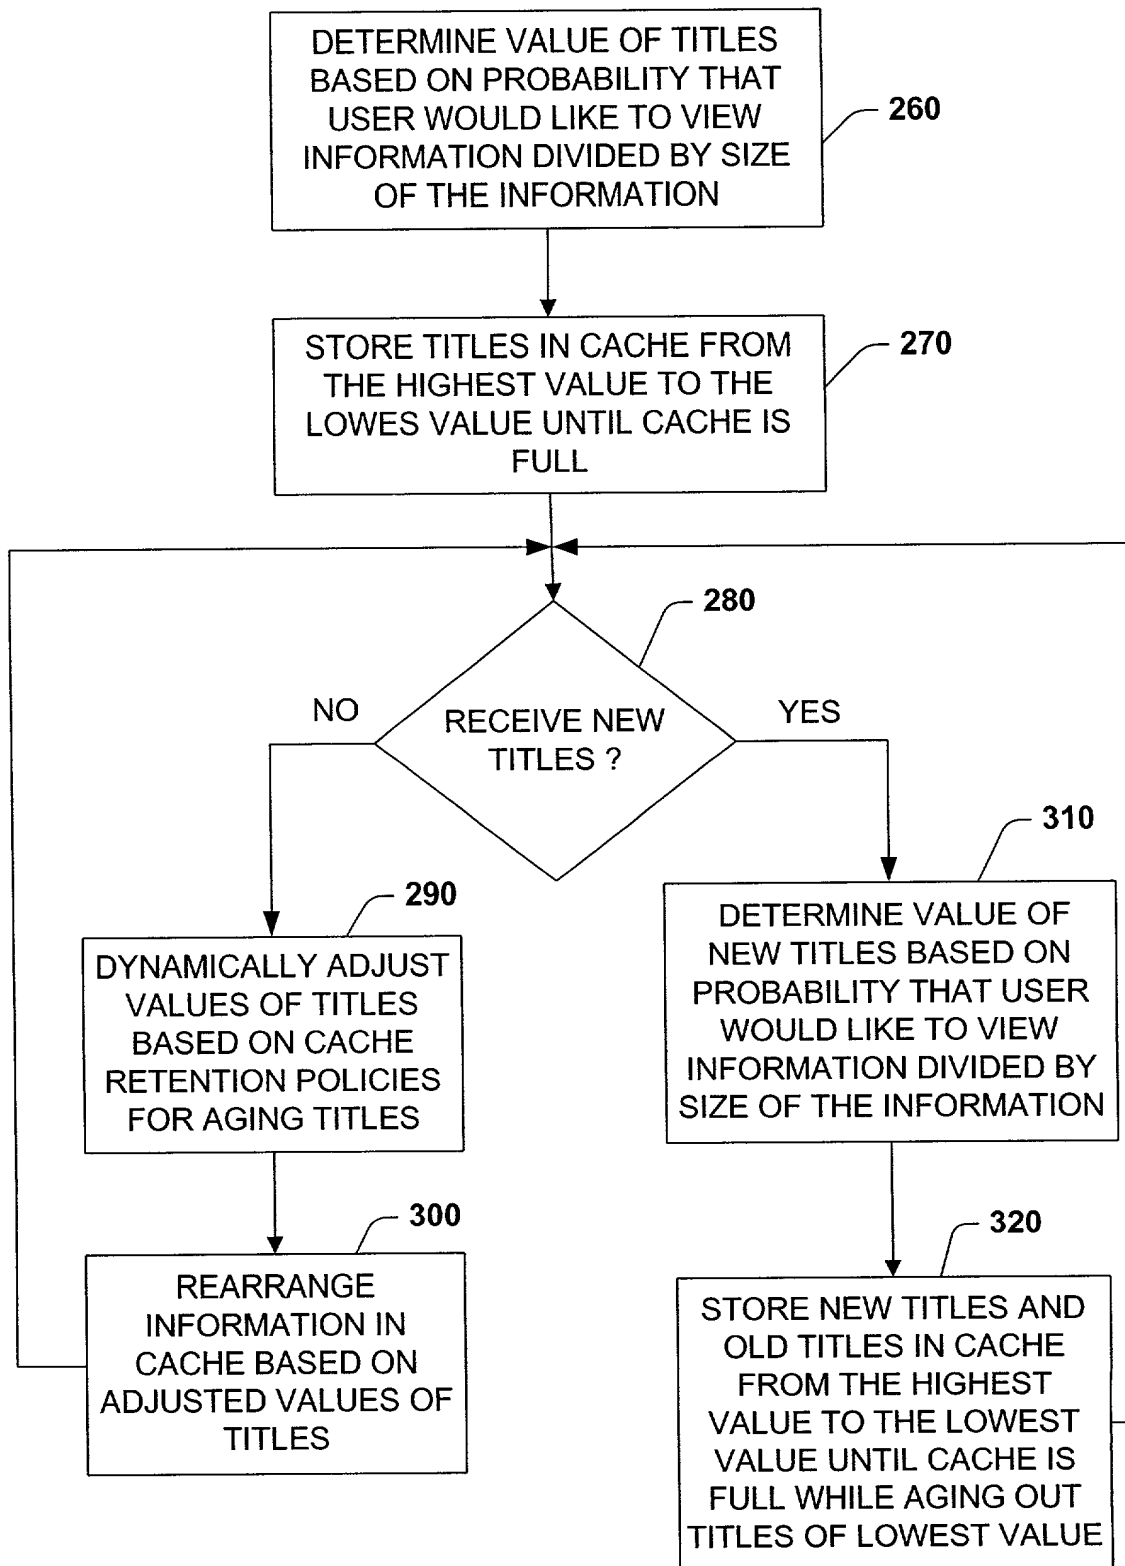 DETERMINE VALUE OF TITLES
BASED ON PROBABILITY THAT
USER WOULD LIKE TO VIEW
INFORMATION DIVIDED BY SIZE
OF THE INFORMATION
260
STORE TITLES IN CACHE FROM
THE HIGHEST VALUE TO THE
LOWES VALUE UNTIL CACHE IS
FULL
270
280
RECEIVE NEW
TITLES ?
NO
YES
290
DYNAMICALLY ADJUST
VALUES OF TITLES
BASED ON CACHE
RETENTION POLICIES
FOR AGING TITLES
300
REARRANGE
INFORMATION IN
CACHE BASED ON
ADJUSTED VALUES OF
TITLES
310
DETERMINE VALUE OF
NEW TITLES BASED ON
PROBABILITY THAT USER
WOULD LIKE TO VIEW
INFORMATION DIVIDED BY
SIZE OF THE INFORMATION
320
STORE NEW TITLES AND
OLD TITLES IN CACHE
FROM THE HIGHEST
VALUE TO THE LOWEST
VALUE UNTIL CACHE IS
FULL WHILE AGING OUT
TITLES OF LOWEST VALUE